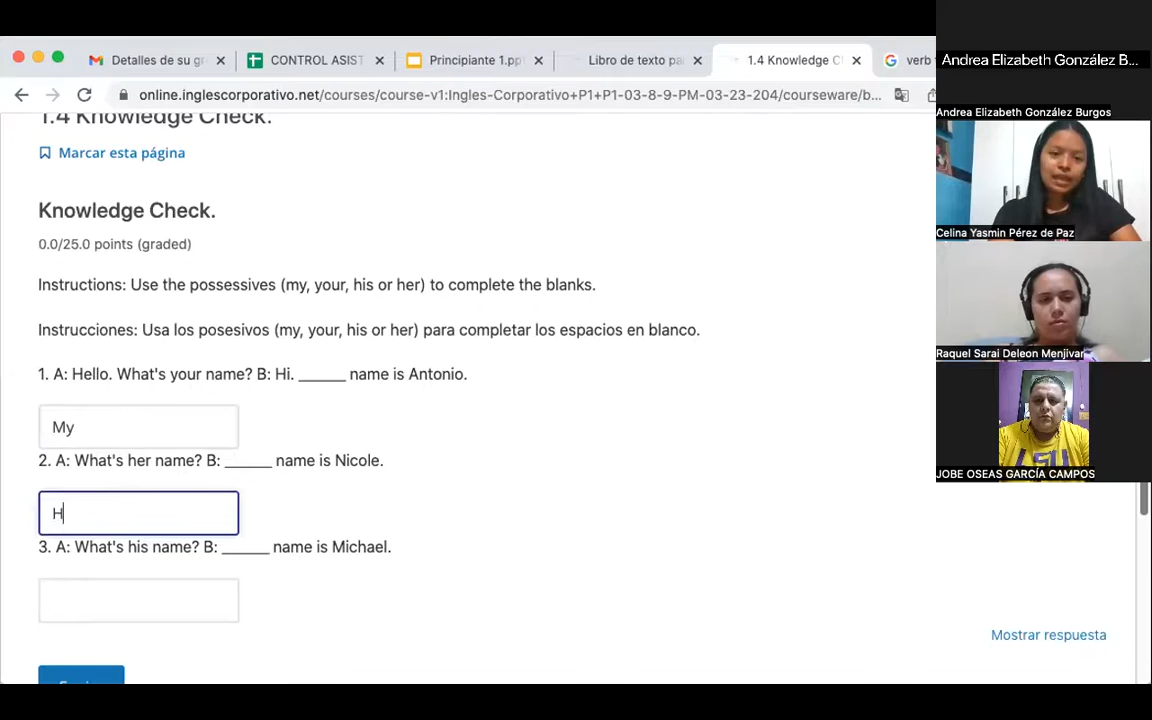 Detalles de su g
CONTROL ASIST
Principiante 1.pp
Libro de texto pa
1.4 Knowledge C
verb
online.inglescorporativo.net/courses/course-v1:Ingles-Corporativo+P1+P1-03-8-9-PM-03-23-204/courseware/b...
1.4 Knowledge Check.
Marcar esta página
Knowledge Check.
0.0/25.0 points (graded)
Instructions: Use the possessives (my, your, his or her) to complete the blanks.
Instrucciones: Usa los posesivos (my, your, his or her) para completar los espacios en blanco.
1. A: Hello. What's your name? B: Hi. ______ name is Antonio.
My
2. A: What's her name? B: ______ name is Nicole.
H
3. A: What's his name? B: ______ name is Michael.
Mostrar respuesta
Andrea Elizabeth González B...
Andrea Elizabeth González Burgos
Celina Yasmin Pérez de Paz
Raquel Sarai Deleon Menjivar
JOBE OSEAS GARCÍA CAMPOS